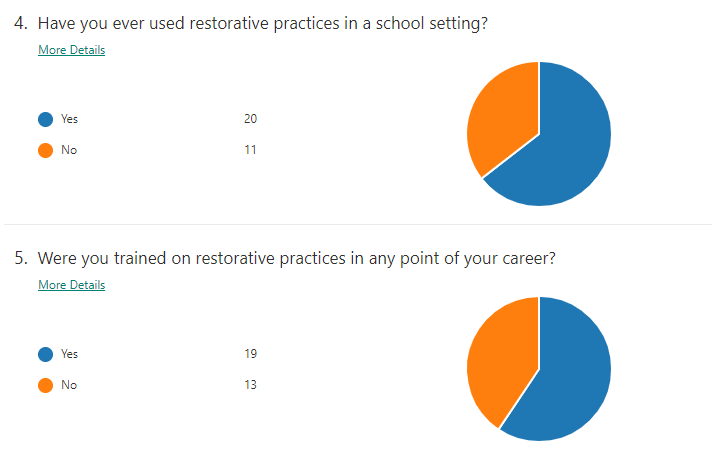 4. Have you ever used restorative practices in a school setting?
More Details
Yes 20
No 11
5. Were you trained on restorative practices in any point of your career?
More Details
Yes 19
No 13